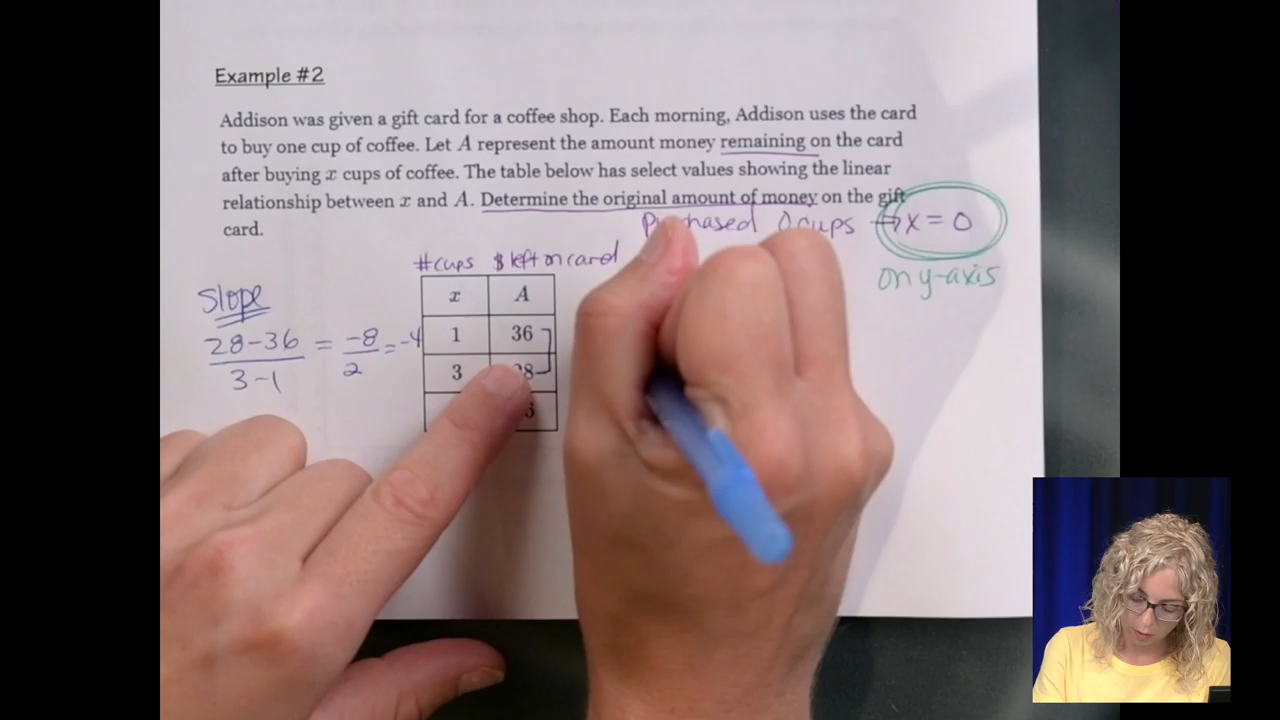 Example #2
Addison was given a gift card for a coffee shop. Each morning, Addison uses the card
to buy one cup of coffee. Let A represent the amount money remaining on the card
after buying x cups of coffee. The table below has select values showing the linear
relationship between x and A. Determine the original amount of money on the gift
card.
Purchased 0 cups → x = 0
on y-axis
#cups $ left on card
x A
1 36
3 28
Slope
28-36 = -8 = -4
3-1 2